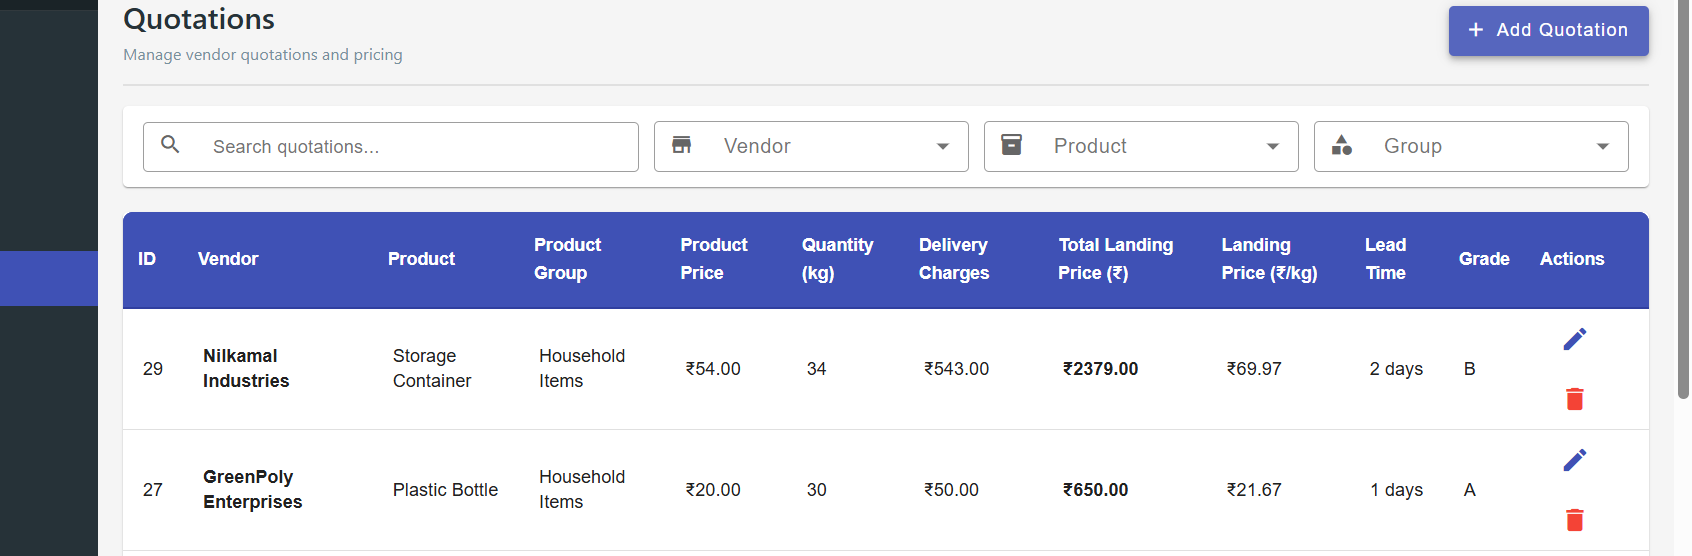 Quotations
+ Add Quotation
Manage vendor quotations and pricing
Search quotations...
Vendor
Product
Group
ID Vendor Product Product Group Product Price Quantity (kg) Delivery Charges Total Landing Price (₹) Landing Price (₹/kg) Lead Time Grade Actions
29 Nilkamal Industries Storage Container Household Items ₹54.00 34 ₹543.00 ₹2379.00 ₹69.97 2 days B
27 GreenPoly Enterprises Plastic Bottle Household Items ₹20.00 30 ₹50.00 ₹650.00 ₹21.67 1 days A